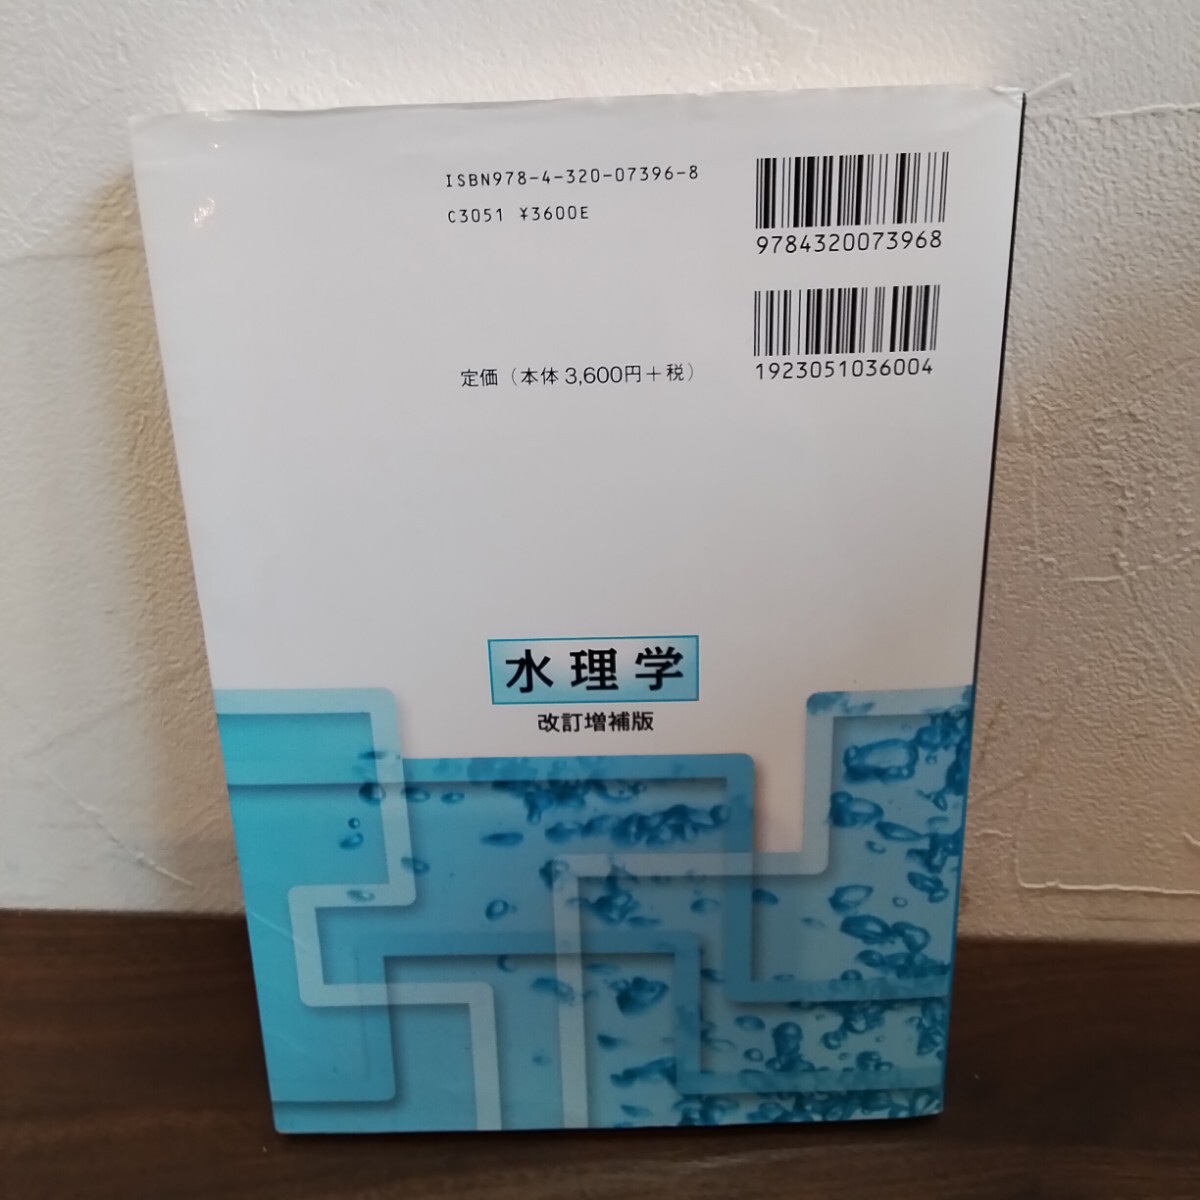 ISBN978-4-320-07396-8
C3051 ¥3600E
9784320073968
定価（本体3,600円＋税）
1923051036004
水理学
改訂増補版